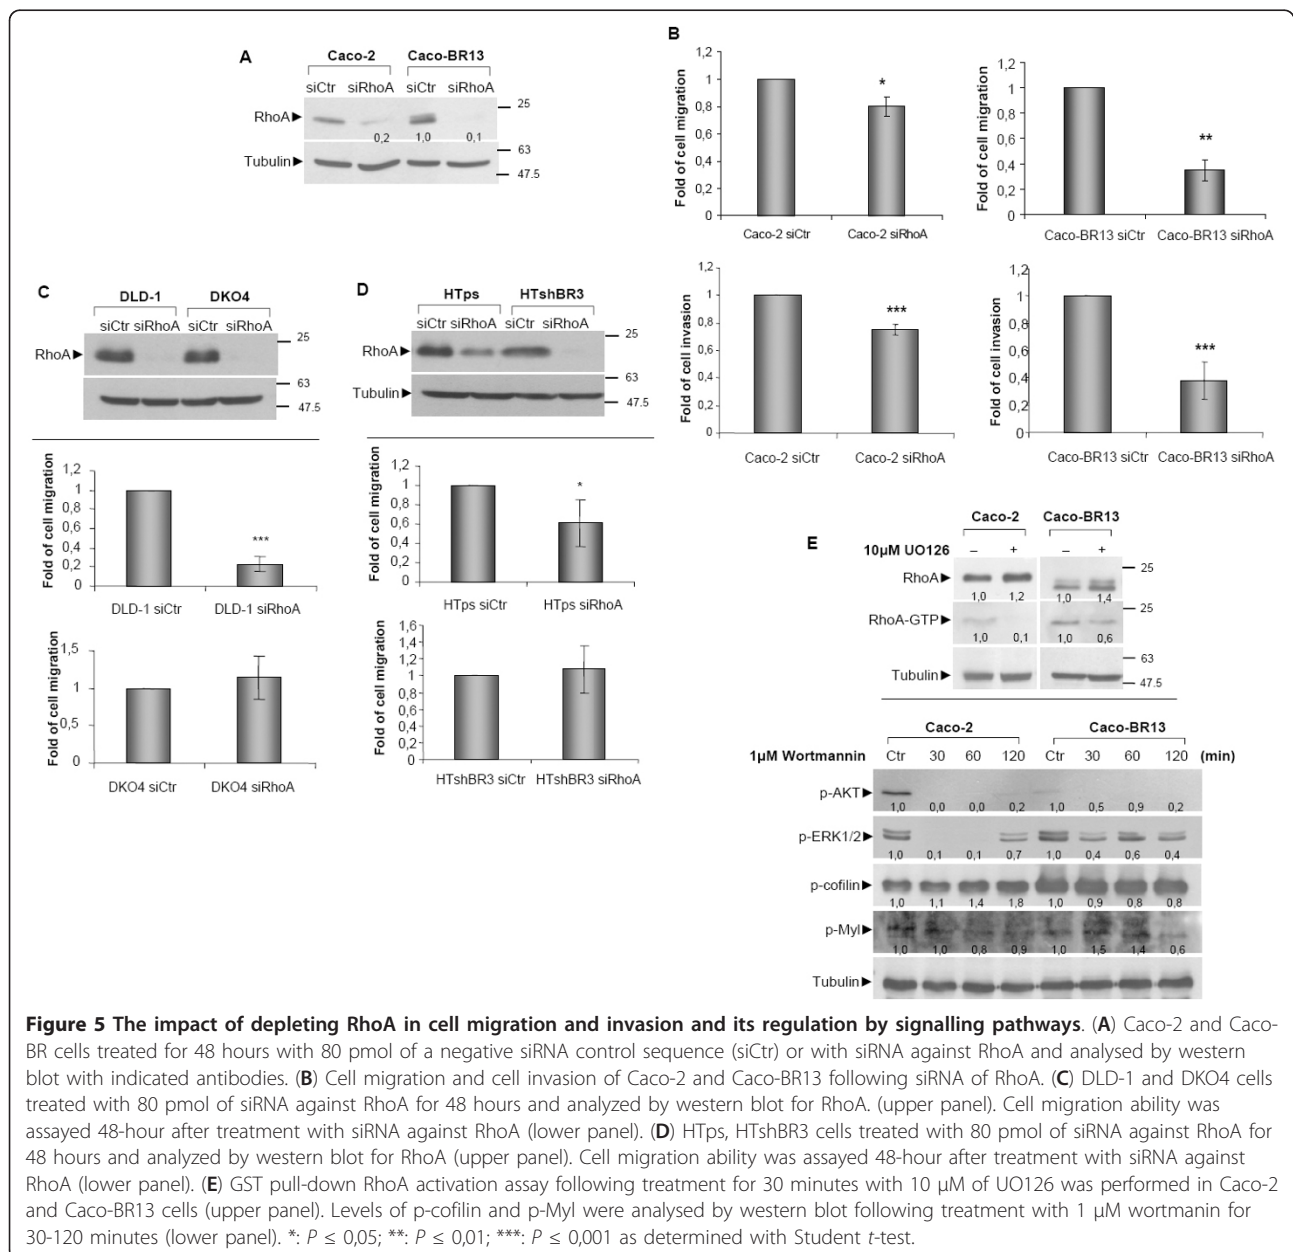 A
Caco-2 Caco-BR13
siCtr siRhoA siCtr siRhoA
RhoA 25
0,2 1,0 0,1
Tubulin 63
47.5
B
Fold of cell migration
1,2
1
0,8
0,6
0,4
0,2
0
*
Caco-2 siCtr Caco-2 siRhoA
Fold of cell migration
1,2
1
0,8
0,6
0,4
0,2
0
**
Caco-BR13 siCtr Caco-BR13 siRhoA
Fold of cell invasion
1,2
1
0,8
0,6
0,4
0,2
0
***
Caco-2 siCtr Caco-2 siRhoA
Fold of cell invasion
1,2
1
0,8
0,6
0,4
0,2
0
***
Caco-BR13 siCtr Caco-BR13 siRhoA
C
DLD-1 DKO4
siCtr siRhoA siCtr siRhoA
RhoA 25
63
47.5
Fold of cell migration
1,2
1
0,8
0,6
0,4
0,2
0
***
DLD-1 siCtr DLD-1 siRhoA
Fold of cell migration
1,5
1
0,5
0
DKO4 siCtr DKO4 siRhoA
D
HTps HTshBR3
siCtr siRhoA siCtr siRhoA
RhoA 25
Tubulin 63
47.5
Fold of cell migration
1,2
1
0,8
0,6
0,4
0,2
0
*
HTps siCtr HTps siRhoA
Fold of cell migration
1,6
1,4
1,2
1
0,8
0,6
0,4
0,2
0
HTshBR3 siCtr HTshBR3 siRhoA
E
Caco-2 Caco-BR13
10µM UO126 – + – +
RhoA 25
1,0 1,2 1,0 1,4
RhoA-GTP 25
1,0 0,1 1,0 0,6
Tubulin 63
47.5
Caco-2 Caco-BR13
1µM Wortmannin Ctr 30 60 120 Ctr 30 60 120 (min)
p-AKT
1,0 0,0 0,0 0,2 1,0 0,5 0,9 0,2
p-ERK1/2
1,0 0,1 0,1 0,7 1,0 0,4 0,6 0,4
p-cofilin
1,0 1,1 1,4 1,8 1,0 0,9 0,8 0,8
p-Myl
1,0 1,0 0,8 0,9 1,0 1,5 1,4 0,6
Tubulin
Figure 5 The impact of depleting RhoA in cell migration and invasion and its regulation by signalling pathways. (A) Caco-2 and Caco-
BR cells treated for 48 hours with 80 pmol of a negative siRNA control sequence (siCtr) or with siRNA against RhoA and analysed by western
blot with indicated antibodies. (B) Cell migration and cell invasion of Caco-2 and Caco-BR13 following siRNA of RhoA. (C) DLD-1 and DKO4 cells
treated with 80 pmol of siRNA against RhoA for 48 hours and analyzed by western blot for RhoA. (upper panel). Cell migration ability was
assayed 48-hour after treatment with siRNA against RhoA (lower panel). (D) HTps, HTshBR3 cells treated with 80 pmol of siRNA against RhoA for
48 hours and analyzed by western blot for RhoA (upper panel). Cell migration ability was assayed 48-hour after treatment with siRNA against
RhoA (lower panel). (E) GST pull-down RhoA activation assay following treatment for 30 minutes with 10 µM of UO126 was performed in Caco-2
and Caco-BR13 cells (upper panel). Levels of p-cofilin and p-Myl were analysed by western blot following treatment with 1 µM wortmanin for
30-120 minutes (lower panel). *: P ≤ 0,05; **: P ≤ 0,01; ***: P ≤ 0,001 as determined with Student t-test.